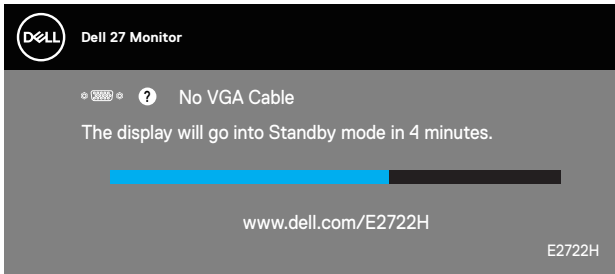 DELL
Dell 27 Monitor
? No VGA Cable
The display will go into Standby mode in 4 minutes.
www.dell.com/E2722H
E2722H